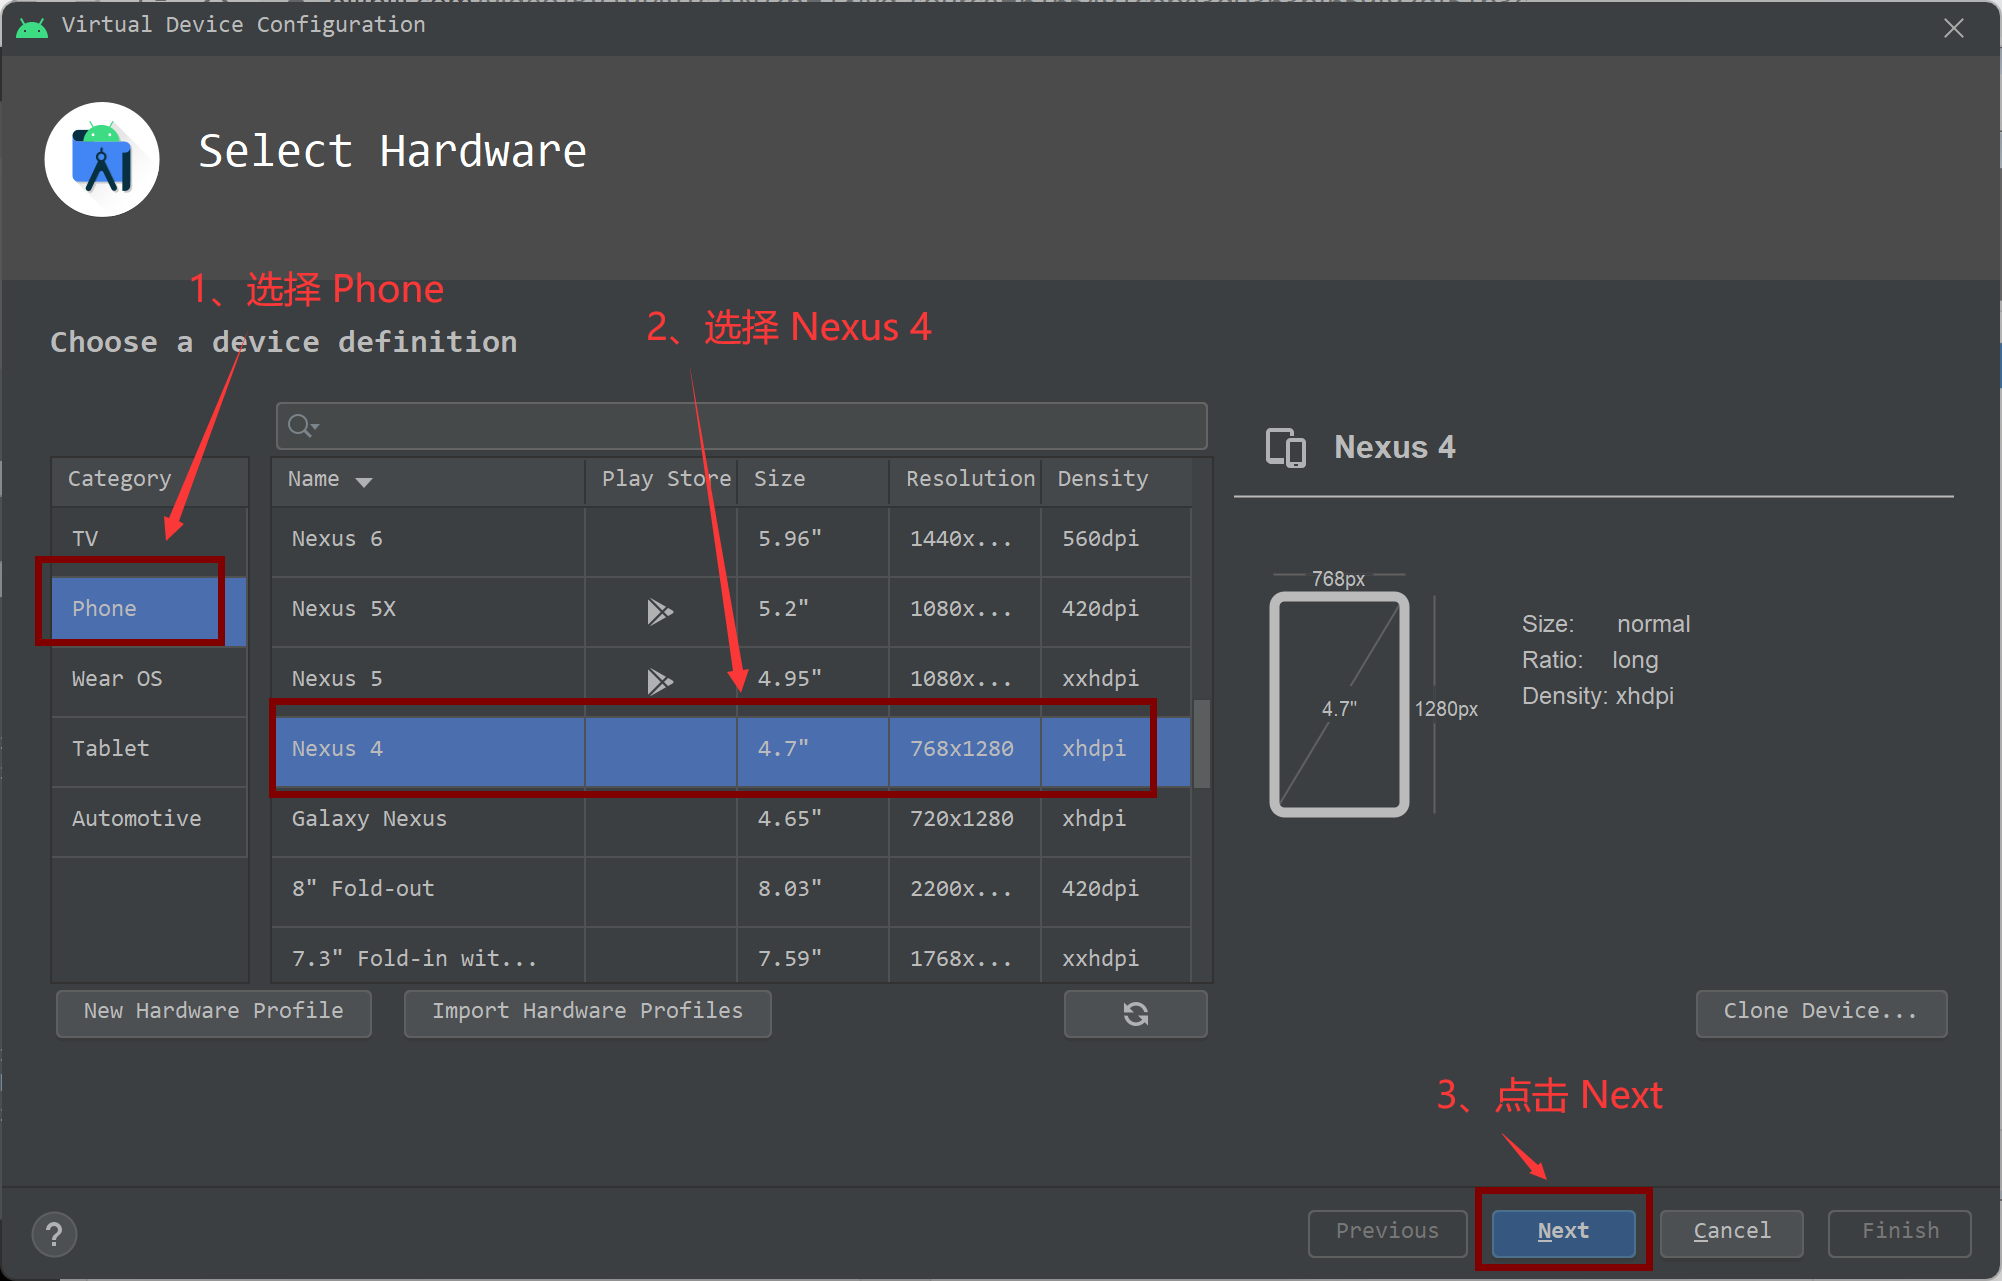 Virtual Device Configuration
Select Hardware
1、选择 Phone
2、选择 Nexus 4
Choose a device definition
Category
TV
Phone
Wear OS
Tablet
Automotive
Name Play Store Size Resolution Density
Nexus 6 5.96" 1440x... 560dpi
Nexus 5X 5.2" 1080x... 420dpi
Nexus 5 4.95" 1080x... xxhdpi
Nexus 4 4.7" 768x1280 xhdpi
Galaxy Nexus 4.65" 720x1280 xhdpi
8" Fold-out 8.03" 2200x... 420dpi
7.3" Fold-in wit... 7.59" 1768x... xxhdpi
Nexus 4
768px
4.7"
1280px
Size: normal
Ratio: long
Density: xhdpi
New Hardware Profile
Import Hardware Profiles
Clone Device...
3、点击 Next
?
Previous
Next
Cancel
Finish